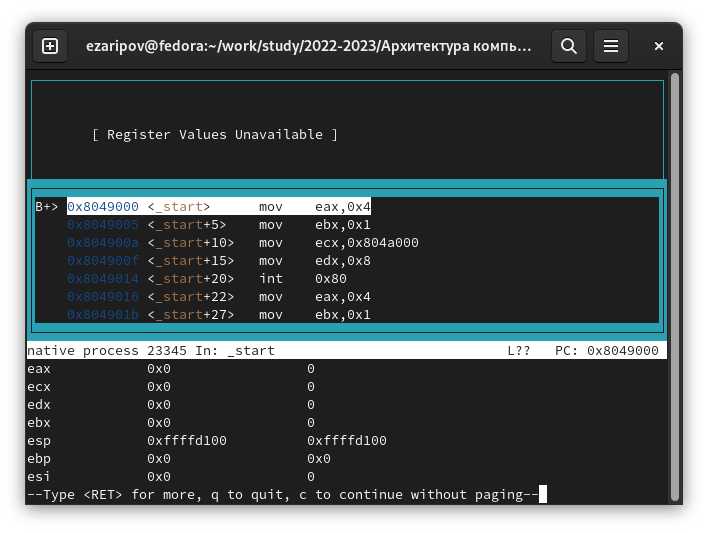 ezaripov@fedora:~/work/study/2022-2023/Архитектура компь...
[ Register Values Unavailable ]
B+> 0x8049000 <_start>      mov    eax,0x4
    0x8049005 <_start+5>    mov    ebx,0x1
    0x804900a <_start+10>   mov    ecx,0x804a000
    0x804900f <_start+15>   mov    edx,0x8
    0x8049014 <_start+20>   int    0x80
    0x8049016 <_start+22>   mov    eax,0x4
    0x804901b <_start+27>   mov    ebx,0x1
native process 23345 In: _start                             L??   PC: 0x8049000
eax            0x0                 0
ecx            0x0                 0
edx            0x0                 0
ebx            0x0                 0
esp            0xffffd100          0xffffd100
ebp            0x0                 0x0
esi            0x0                 0
--Type <RET> for more, q to quit, c to continue without paging--